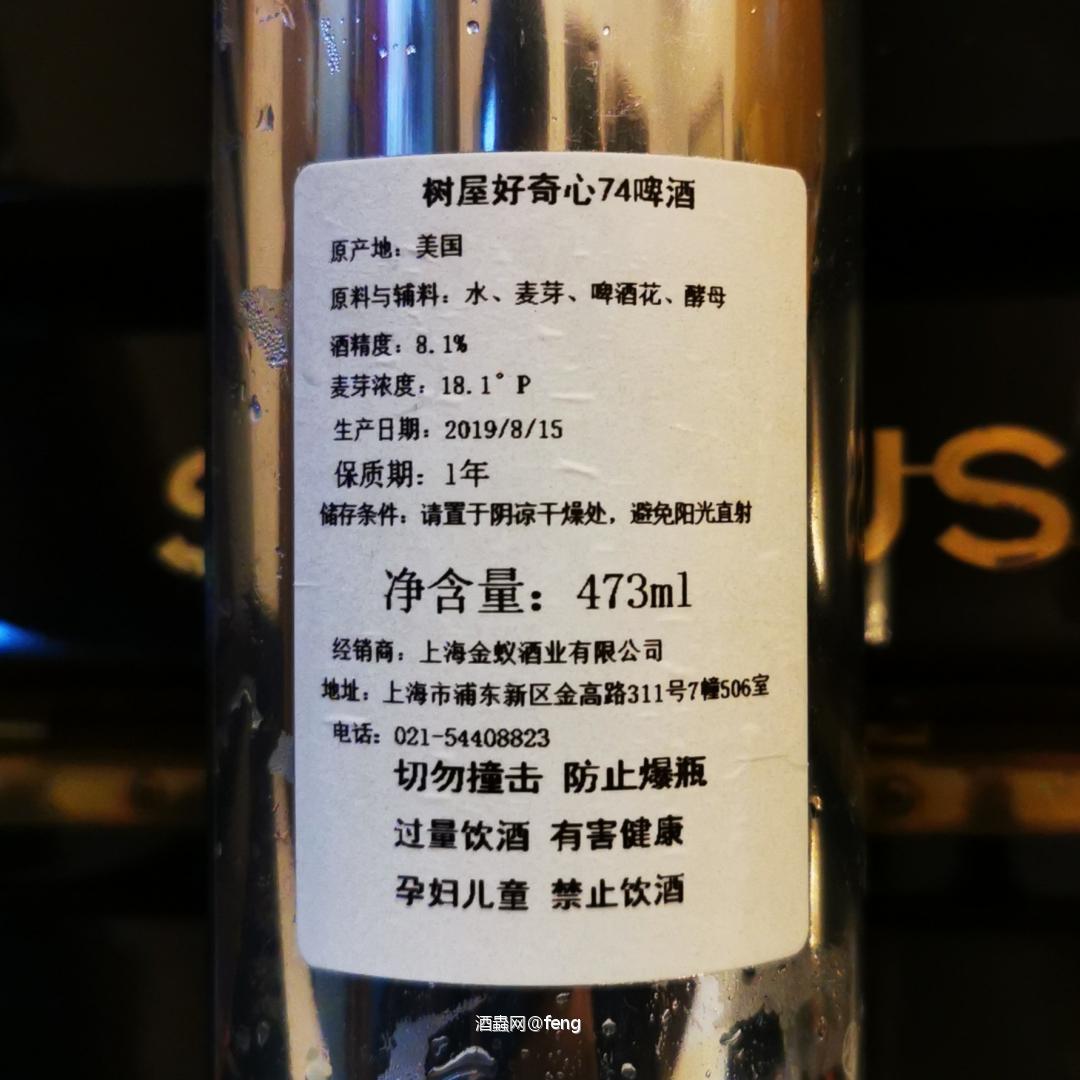 树屋好奇心74啤酒
原产地：美国
原料与辅料：水、麦芽、啤酒花、酵母
酒精度：8.1%
麦芽浓度：18.1°P
生产日期：2019/8/15
保质期：1年
储存条件：请置于阴凉干燥处，避免阳光直射
净含量：473ml
经销商：上海金蚁酒业有限公司
地址：上海市浦东新区金高路311号7幢506室
电话：021-54408823
切勿撞击 防止爆瓶
过量饮酒 有害健康
孕妇儿童 禁止饮酒
S
US
酒蟲网@feng